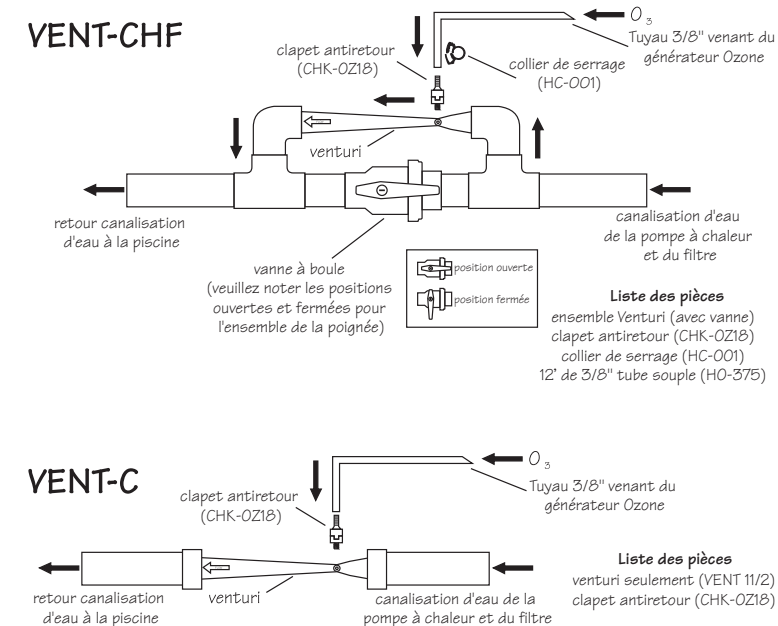 VENT-CHF
O3
Tuyau 3/8" venant du
générateur Ozone
clapet antiretour
(CHK-OZ18)
collier de serrage
(HC-001)
venturi
retour canalisation
d'eau à la piscine
canalisation d'eau
de la pompe à chaleur
et du filtre
vanne à boule
(veuillez noter les positions
ouvertes et fermées pour
l'ensemble de la poignée)
position ouverte
position fermée
Liste des pièces
ensemble Venturi (avec vanne)
clapet antiretour (CHK-OZ18)
collier de serrage (HC-001)
12' de 3/8" tube souple (HO-375)
VENT-C
O3
Tuyau 3/8" venant du
générateur Ozone
clapet antiretour
(CHK-OZ18)
venturi
retour canalisation
d'eau à la piscine
canalisation d'eau de la
pompe à chaleur et du filtre
Liste des pièces
venturi seulement (VENT 11/2)
clapet antiretour (CHK-OZ18)